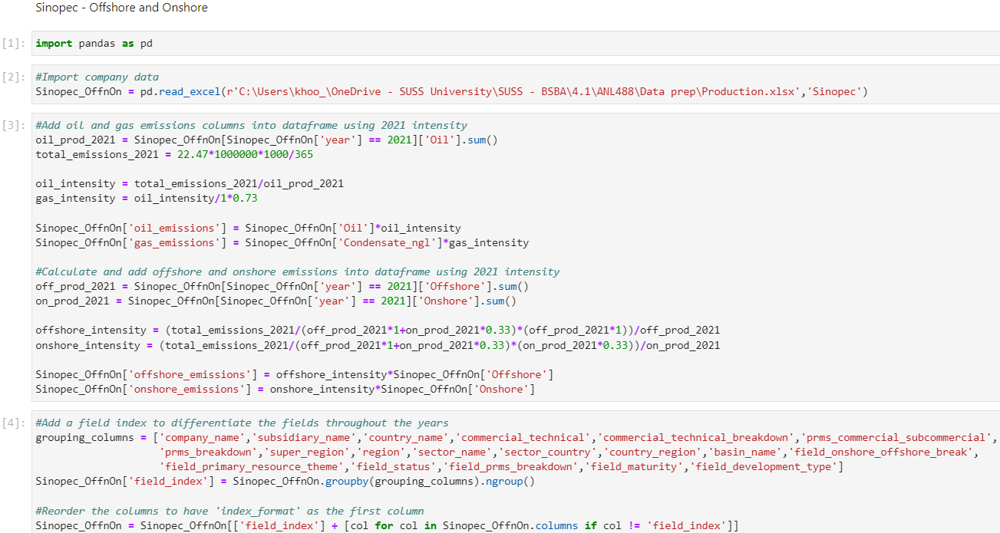 Sinopec - Offshore and Onshore
[1]: import pandas as pd
[2]: #Import company data
Sinopec_OffnOn = pd.read_excel(r'C:\Users\khoo_\OneDrive - SUSS University\SUSS - BSBA\4.1\ANL488\Data prep\Production.xlsx','Sinopec')
[3]: #Add oil and gas emissions columns into dataframe using 2021 intensity
oil_prod_2021 = Sinopec_OffnOn[Sinopec_OffnOn['year'] == 2021]['Oil'].sum()
total_emissions_2021 = 22.47*1000000*1000/365
oil_intensity = total_emissions_2021/oil_prod_2021
gas_intensity = oil_intensity/1*0.73
Sinopec_OffnOn['oil_emissions'] = Sinopec_OffnOn['Oil']*oil_intensity
Sinopec_OffnOn['gas_emissions'] = Sinopec_OffnOn['Condensate_ngl']*gas_intensity
#Calculate and add offshore and onshore emissions into dataframe using 2021 intensity
off_prod_2021 = Sinopec_OffnOn[Sinopec_OffnOn['year'] == 2021]['Offshore'].sum()
on_prod_2021 = Sinopec_OffnOn[Sinopec_OffnOn['year'] == 2021]['Onshore'].sum()
offshore_intensity = (total_emissions_2021/(off_prod_2021*1+on_prod_2021*0.33)*(off_prod_2021*1))/off_prod_2021
onshore_intensity = (total_emissions_2021/(off_prod_2021*1+on_prod_2021*0.33)*(on_prod_2021*0.33))/on_prod_2021
Sinopec_OffnOn['offshore_emissions'] = offshore_intensity*Sinopec_OffnOn['Offshore']
Sinopec_OffnOn['onshore_emissions'] = onshore_intensity*Sinopec_OffnOn['Onshore']
[4]: #Add a field index to differentiate the fields throughout the years
grouping_columns = ['company_name','subsidiary_name','country_name','commercial_technical','commercial_technical_breakdown','prms_commercial_subcommercial',
'prms_breakdown','super_region','region','sector_name','sector_country','country_region','basin_name','field_onshore_offshore_break',
'field_primary_resource_theme','field_status','field_prms_breakdown','field_maturity','field_development_type']
Sinopec_OffnOn['field_index'] = Sinopec_OffnOn.groupby(grouping_columns).ngroup()
#Reorder the columns to have 'index_format' as the first column
Sinopec_OffnOn = Sinopec_OffnOn[['field_index'] + [col for col in Sinopec_OffnOn.columns if col != 'field_index']]